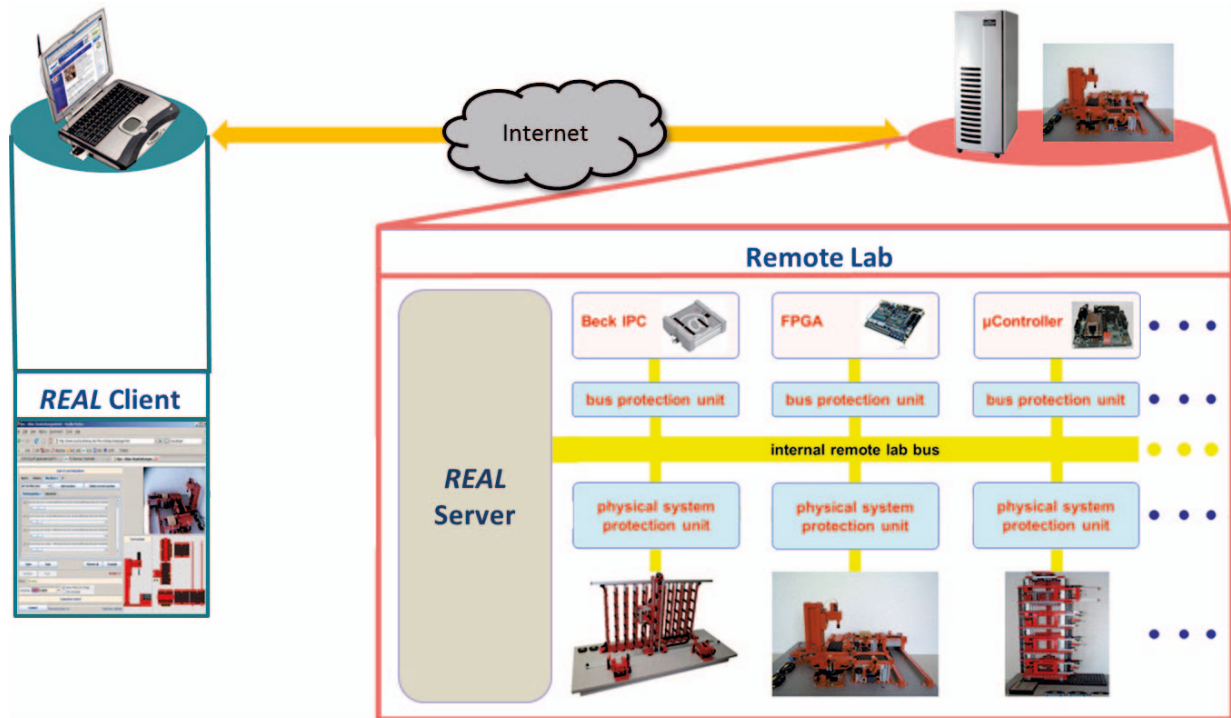 Internet
Remote Lab
Beck IPC
FPGA
µController
bus protection unit
bus protection unit
bus protection unit
internal remote lab bus
REAL
Server
physical system
protection unit
physical system
protection unit
physical system
protection unit
REAL Client